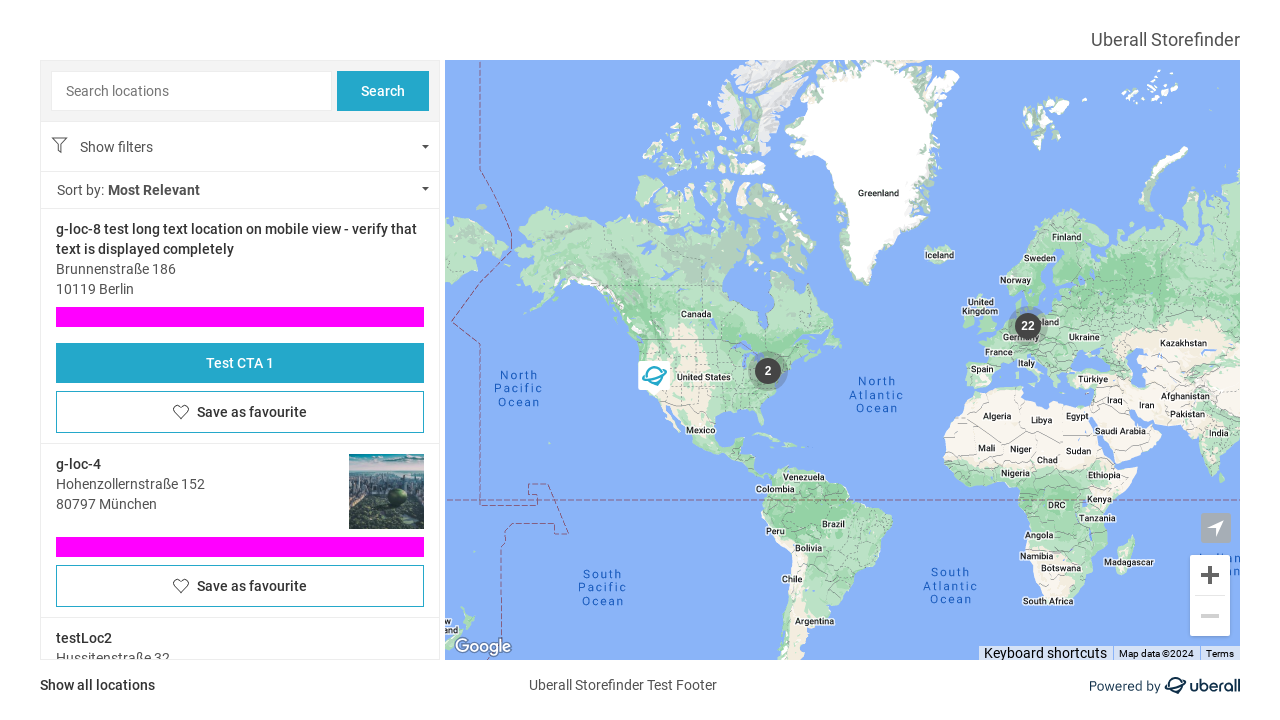 Uberall Storefinder
Search locations
Search
Show filters
Sort by: Most Relevant
g-loc-8 test long text location on mobile view - verify that
text is displayed completely
Brunnenstraße 186
10119 Berlin
Test CTA 1
Save as favourite
g-loc-4
Hohenzollernstraße 152
80797 München
Save as favourite
testLoc2
Hussitenstraße 32
Greenland
Iceland
Finland
Sweden
Norway
United
Kingdom
22
Germany
Ukraine
Kazakhstan
France
Italy
Spain
Türkiye
Canada
United States
2
Mexico
North
Pacific
Ocean
North
Atlantic
Ocean
Iraq
Iran
Afghanistan
Pakistan
Algeria
Libya
Egypt
Saudi Arabia
India
Mali
Niger
Chad
Sudan
Nigeria
Ethiopia
Venezuela
Colombia
DRC
Kenya
Tanzania
Peru
Brazil
Bolivia
Angola
Namibia
Botswana
Madagascar
South Africa
Chile
Argentina
South
Pacific
Ocean
South
Atlantic
Ocean
Google
Keyboard shortcuts
Map data ©2024
Terms
Show all locations
Uberall Storefinder Test Footer
Powered by uberall